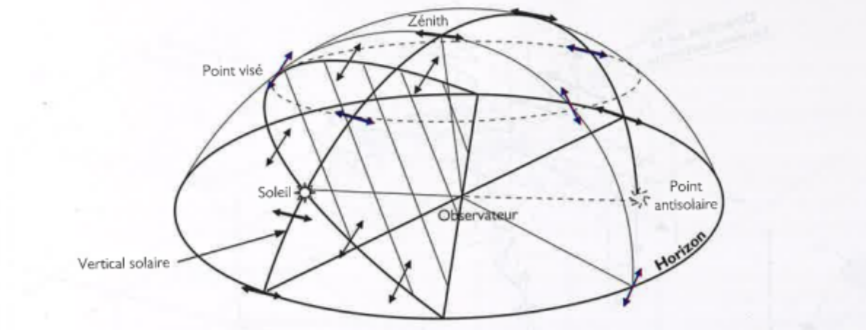 Zénith
Point visé
Soleil
Point
antisolaire
Observateur
Horizon
Vertical solaire